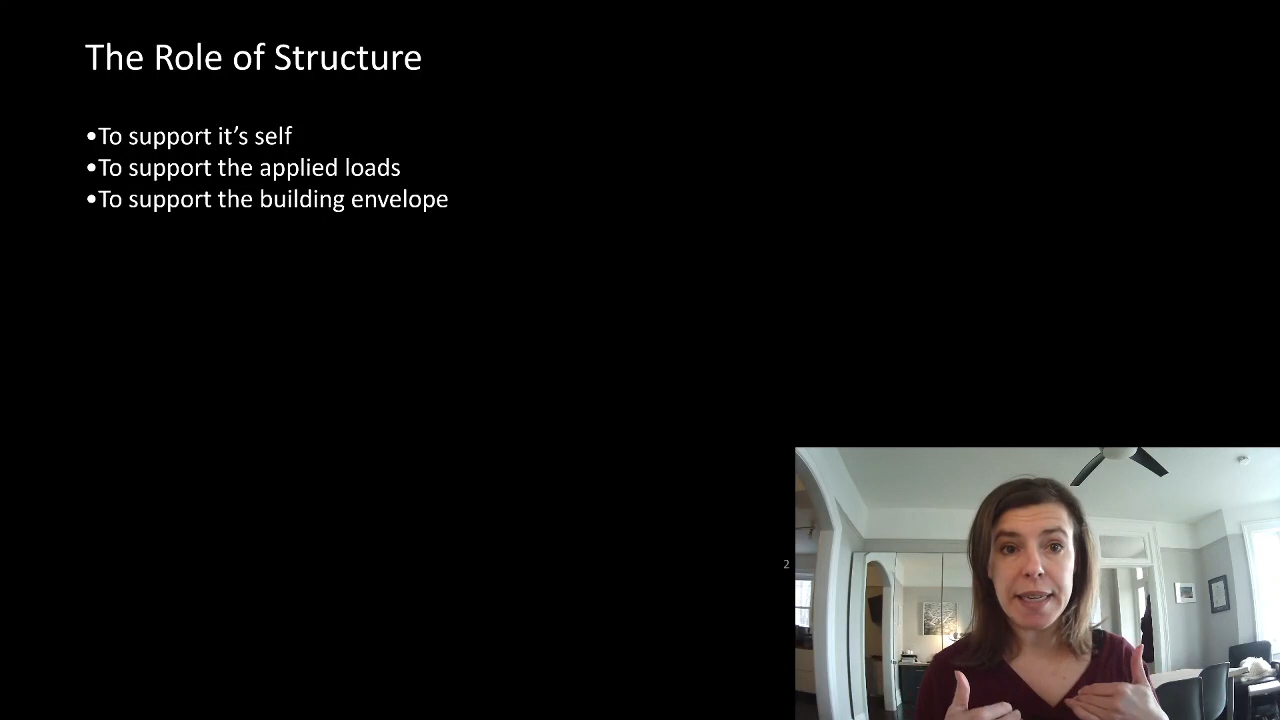 The Role of Structure
•To support it’s self
•To support the applied loads
•To support the building envelope
2